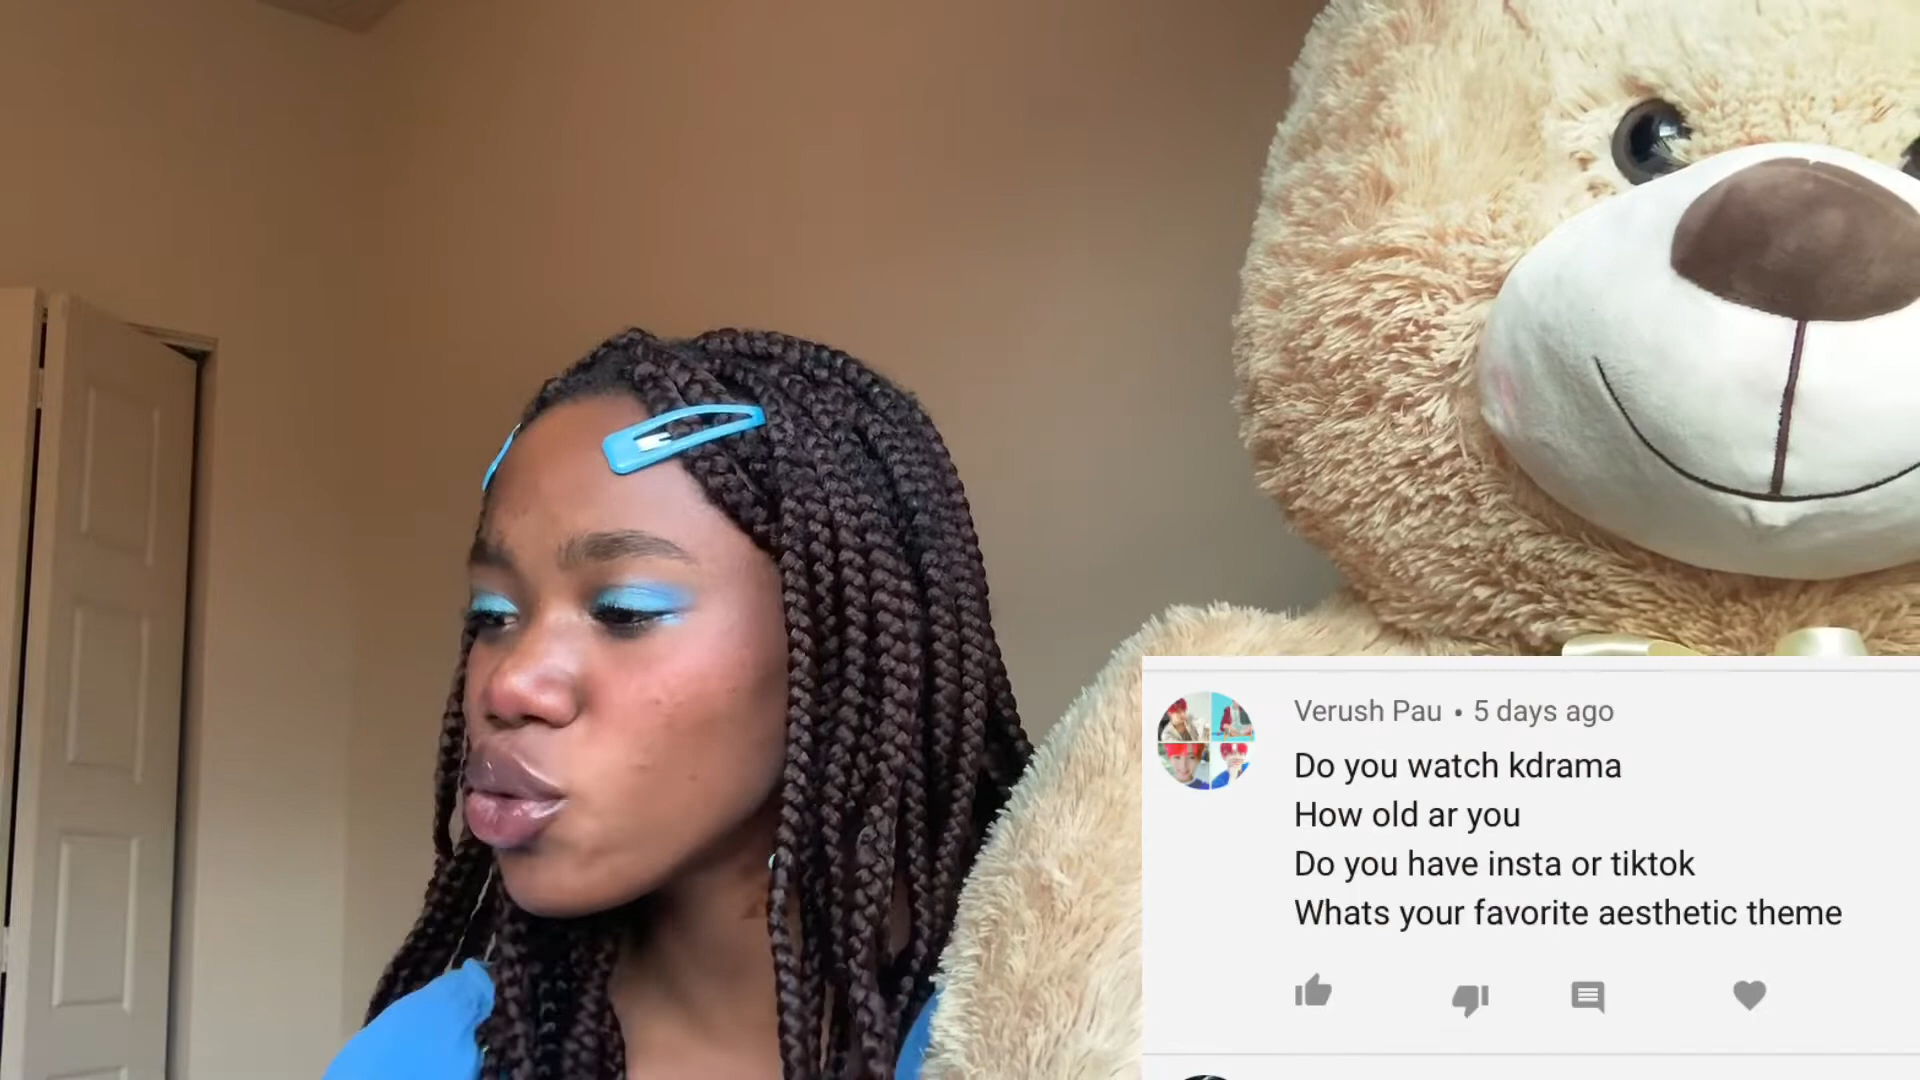 Verush Pau • 5 days ago
Do you watch kdrama
How old ar you
Do you have insta or tiktok
Whats your favorite aesthetic theme